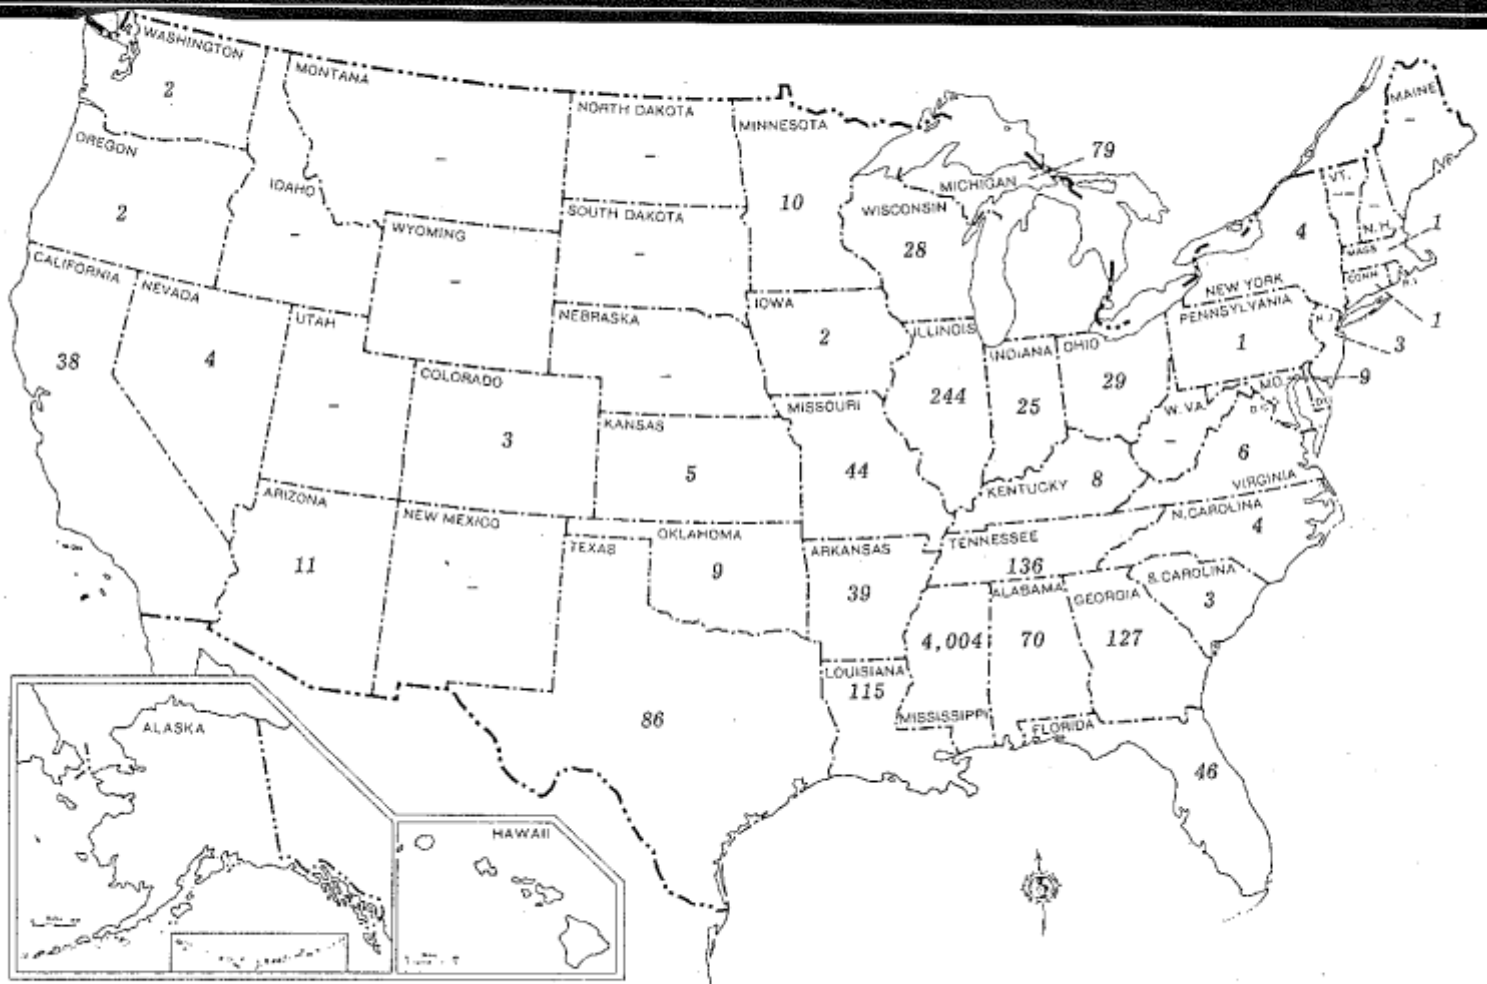 WASHINGTON
2
MONTANA
-
NORTH DAKOTA
-
MINNESOTA
10
MICHIGAN
79
MAINE
-
OREGON
2
IDAHO
-
WYOMING
-
SOUTH DAKOTA
-
WISCONSIN
28
VT.
-
N.H.
-
NEW YORK
4
MASS
1
CONN
1
R.I.
CALIFORNIA
38
NEVADA
4
UTAH
-
COLORADO
3
NEBRASKA
-
IOWA
2
ILLINOIS
244
INDIANA
25
OHIO
29
PENNSYLVANIA
1
N.J.
3
MD.
9
D.C.
W. VA.
-
KANSAS
5
MISSOURI
44
KENTUCKY
8
VIRGINIA
6
ARIZONA
11
NEW MEXICO
-
TEXAS
86
OKLAHOMA
9
ARKANSAS
39
TENNESSEE
136
N. CAROLINA
4
S. CAROLINA
3
MISSISSIPPI
4,004
ALABAMA
70
GEORGIA
127
LOUISIANA
115
FLORIDA
46
ALASKA
HAWAII